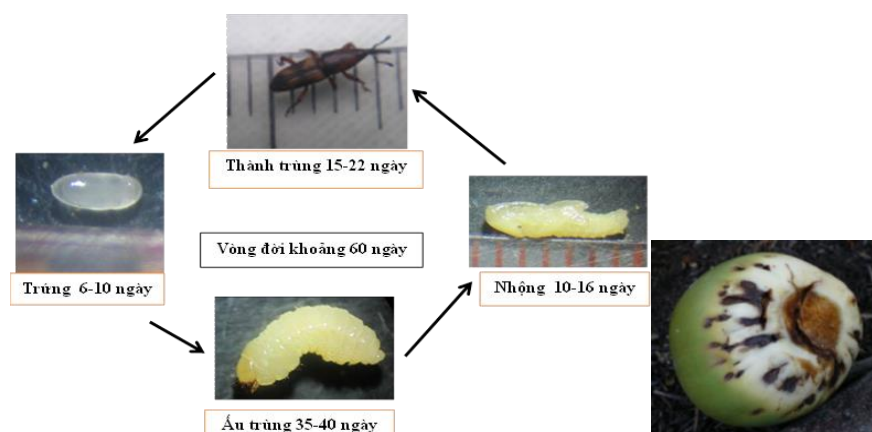 Thành trùng 15-22 ngày
Vòng đời khoảng 60 ngày
Trứng 6-10 ngày
Nhộng 10-16 ngày
Ấu trùng 35-40 ngày